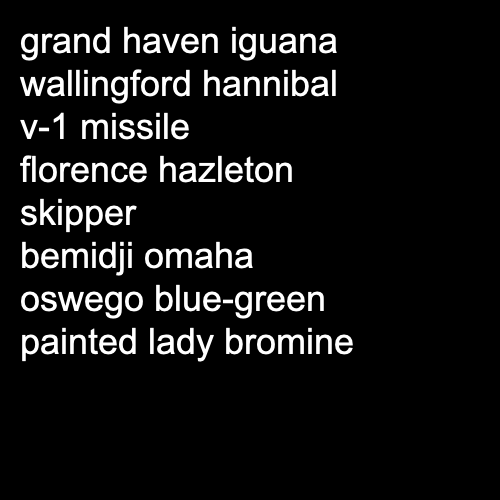 grand haven iguana
wallingford hannibal
v-1 missile
florence hazleton
skipper
bemidji omaha
oswego blue-green
painted lady bromine